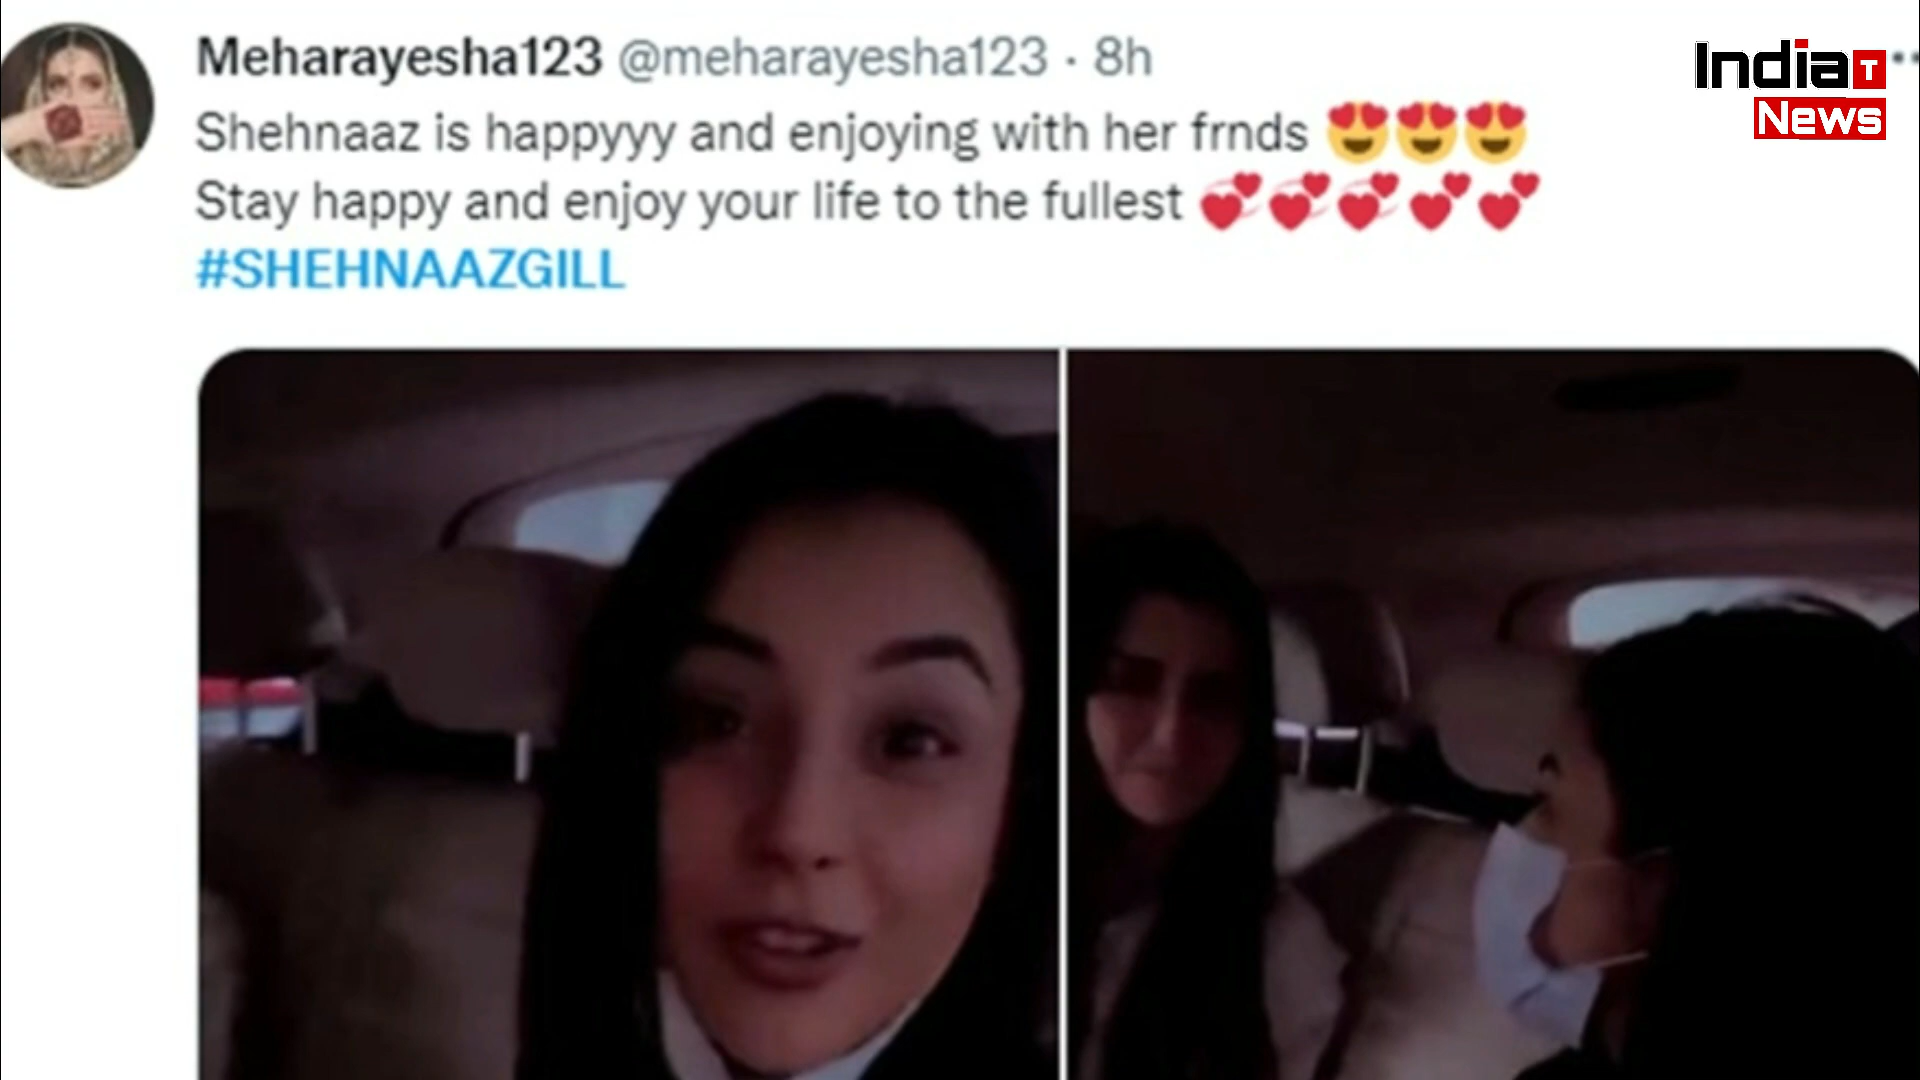 Meharayesha123 @meharayesha123 · 8h
Shehnaaz is happyyy and enjoying with her frnds 😍😍😍
Stay happy and enjoy your life to the fullest 💞💞💞💕💕
#SHEHNAAZGILL
India T
News